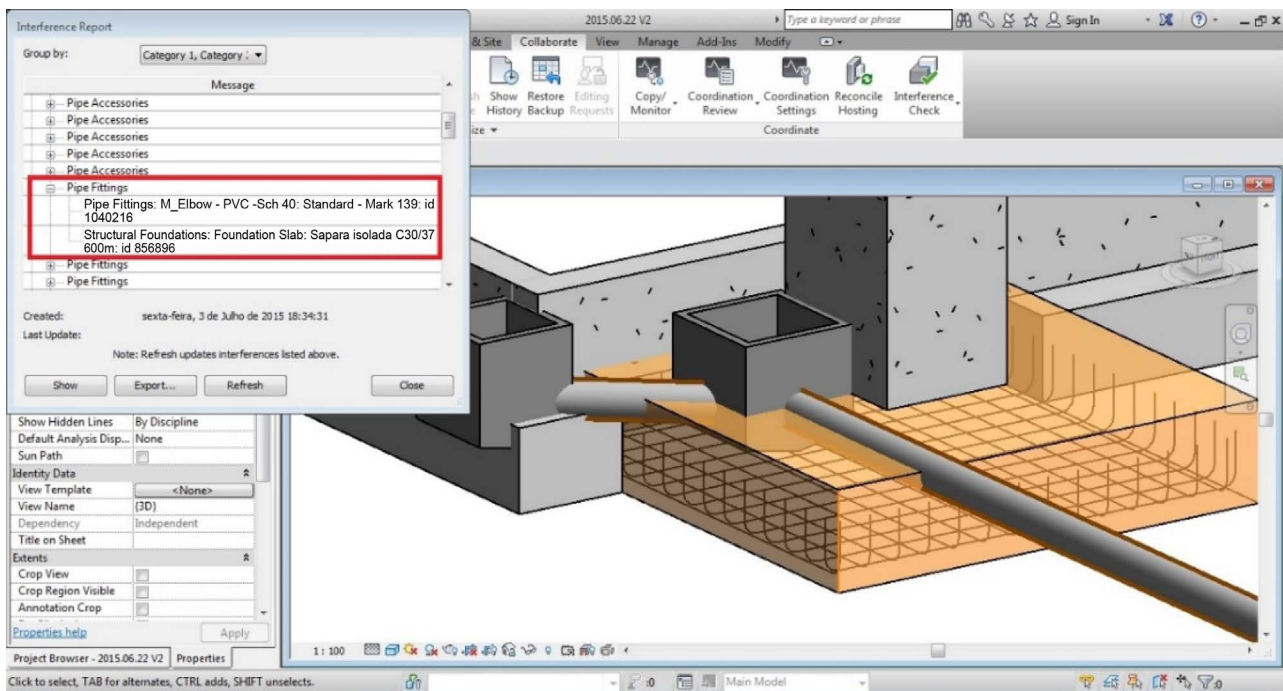 Interference Report
Group by:
Category 1, Category :
Message
Pipe Accessories
Pipe Accessories
Pipe Accessories
Pipe Accessories
Pipe Accessories
Pipe Fittings
Pipe Fittings: M_Elbow - PVC -Sch 40: Standard - Mark 139: id
1040216
Structural Foundations: Foundation Slab: Sapara isolada C30/37
600m: id 856896
Pipe Fittings
Pipe Fittings
Created: sexta-feira, 3 de Julho de 2015 18:34:31
Last Update:
Note: Refresh updates interferences listed above.
Show Export... Refresh Close
2015.06.22 V2 Type a keyword or phrase Sign In
& Site Collaborate View Manage Add-Ins Modify
Show Restore Editing Copy/ Coordination Coordination Reconcile Interference
History Backup Requests Monitor Review Settings Hosting Check
ize Coordinate
Show Hidden Lines By Discipline
Default Analysis Disp... None
Sun Path
Identity Data
View Template <None>
View Name {3D}
Dependency Independent
Title on Sheet
Extents
Crop View
Crop Region Visible
Annotation Crop
Properties help Apply
Project Browser - 2015.06.22 V2 Properties
1 : 100
Click to select, TAB for alternates, CTRL adds, SHIFT unselects. :0 Main Model :0